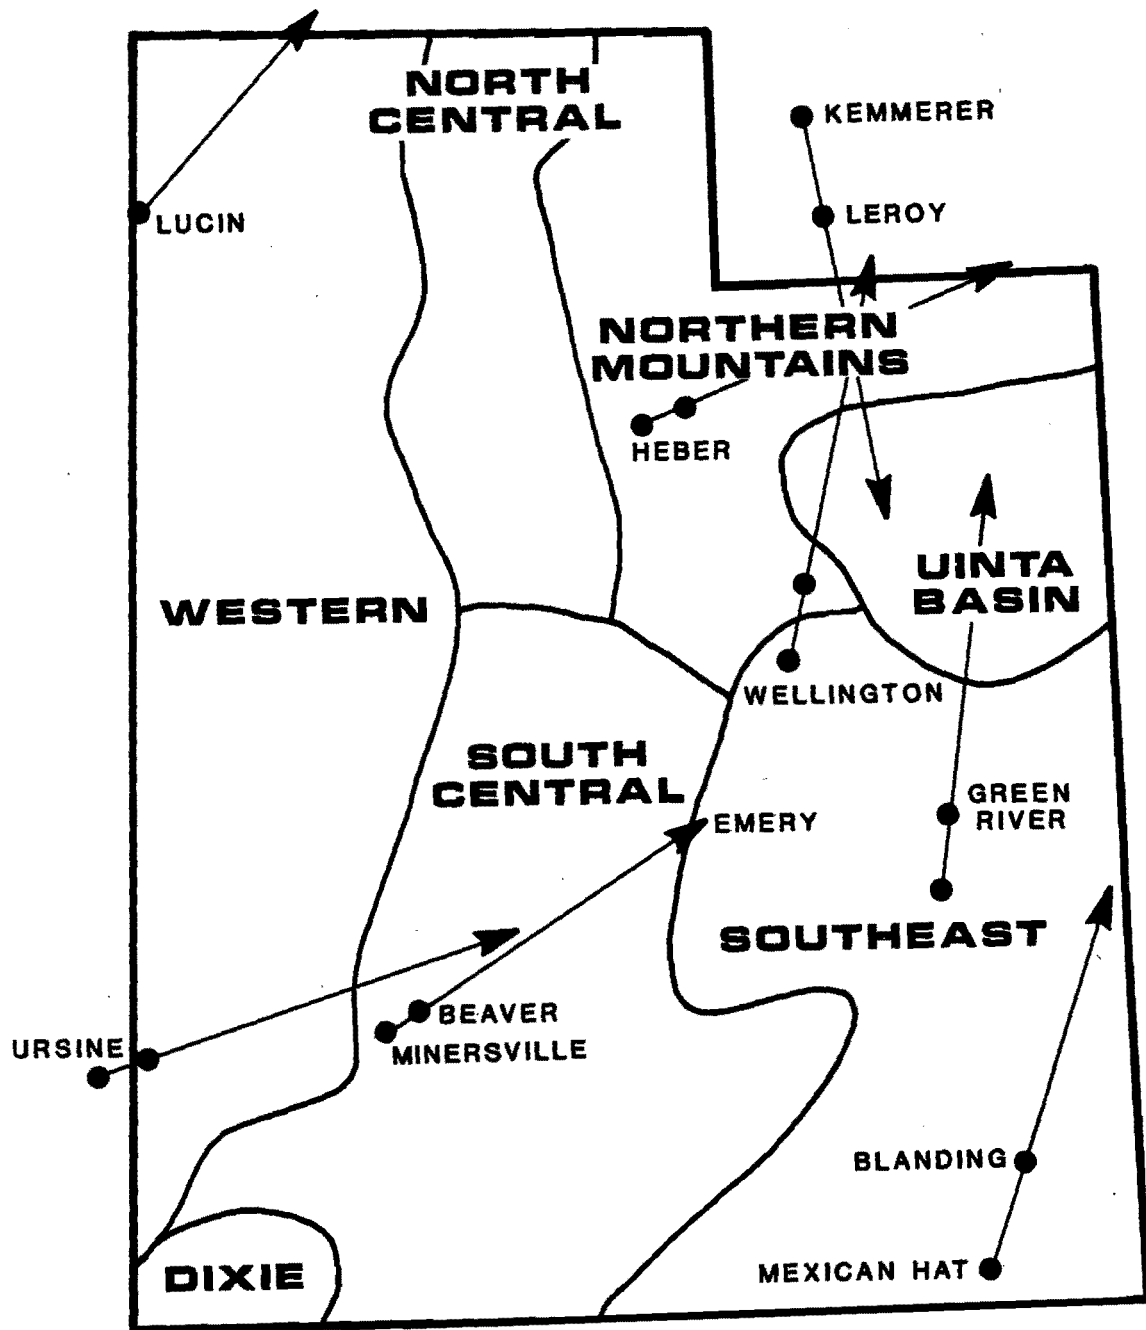 NORTH
CENTRAL
KEMMERER
LUCIN
LEROY
NORTHERN
MOUNTAINS
HEBER
UINTA
BASIN
WESTERN
WELLINGTON
SOUTH
CENTRAL
GREEN
RIVER
EMERY
SOUTHEAST
BEAVER
URSINE
MINERSVILLE
BLANDING
MEXICAN HAT
DIXIE